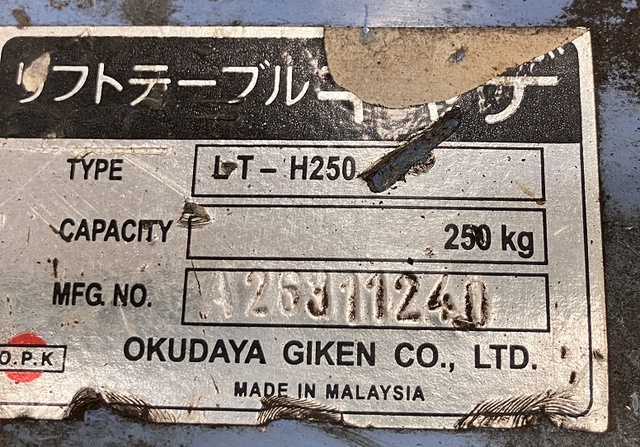 リフトテーブル
TYPE LT-H250
CAPACITY 250 kg
MFG. NO. A26311240
O.P.K
OKUDAYA GIKEN CO., LTD.
MADE IN MALAYSIA